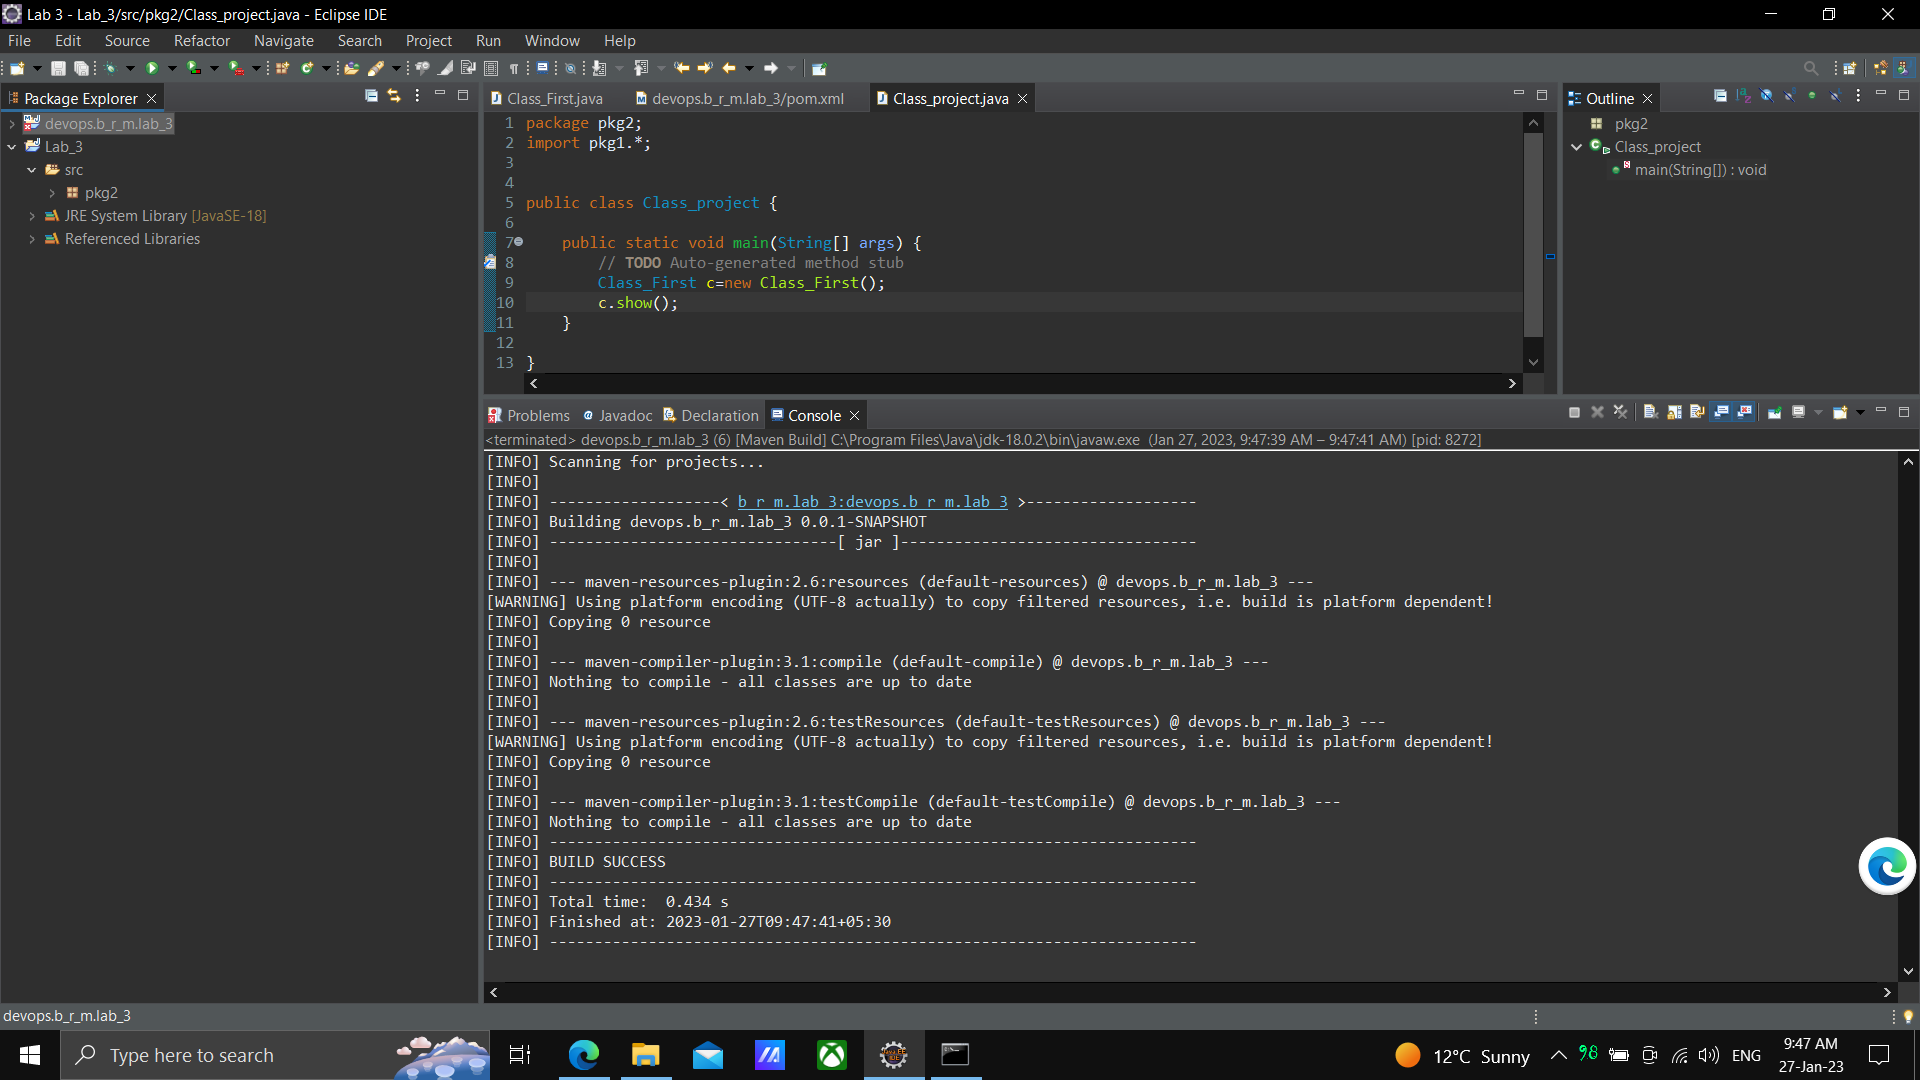 Lab 3 - Lab_3/src/pkg2/Class_project.java - Eclipse IDE
File Edit Source Refactor Navigate Search Project Run Window Help
Package Explorer
devops.b_r_m.lab_3
Lab_3
src
pkg2
JRE System Library [JavaSE-18]
Referenced Libraries
Class_First.java devops.b_r_m.lab_3/pom.xml Class_project.java
1 package pkg2;
2 import pkg1.*;
3
4
5 public class Class_project {
6
7 public static void main(String[] args) {
8 // TODO Auto-generated method stub
9 Class_First c=new Class_First();
10 c.show();
11 }
12
13 }
Outline
pkg2
Class_project
main(String[]) : void
Problems Javadoc Declaration Console
<terminated> devops.b_r_m.lab_3 (6) [Maven Build] C:\Program Files\Java\jdk-18.0.2\bin\javaw.exe (Jan 27, 2023, 9:47:39 AM – 9:47:41 AM) [pid: 8272]
[INFO] Scanning for projects...
[INFO]
[INFO] -------------------< b_r_m.lab_3:devops.b_r_m.lab_3 >-------------------
[INFO] Building devops.b_r_m.lab_3 0.0.1-SNAPSHOT
[INFO] --------------------------------[ jar ]---------------------------------
[INFO]
[INFO] --- maven-resources-plugin:2.6:resources (default-resources) @ devops.b_r_m.lab_3 ---
[WARNING] Using platform encoding (UTF-8 actually) to copy filtered resources, i.e. build is platform dependent!
[INFO] Copying 0 resource
[INFO]
[INFO] --- maven-compiler-plugin:3.1:compile (default-compile) @ devops.b_r_m.lab_3 ---
[INFO] Nothing to compile - all classes are up to date
[INFO]
[INFO] --- maven-resources-plugin:2.6:testResources (default-testResources) @ devops.b_r_m.lab_3 ---
[WARNING] Using platform encoding (UTF-8 actually) to copy filtered resources, i.e. build is platform dependent!
[INFO] Copying 0 resource
[INFO]
[INFO] --- maven-compiler-plugin:3.1:testCompile (default-testCompile) @ devops.b_r_m.lab_3 ---
[INFO] Nothing to compile - all classes are up to date
[INFO] ------------------------------------------------------------------------
[INFO] BUILD SUCCESS
[INFO] ------------------------------------------------------------------------
[INFO] Total time:  0.434 s
[INFO] Finished at: 2023-01-27T09:47:41+05:30
[INFO] ------------------------------------------------------------------------
devops.b_r_m.lab_3
Type here to search
12°C Sunny
98
ENG
9:47 AM
27-Jan-23